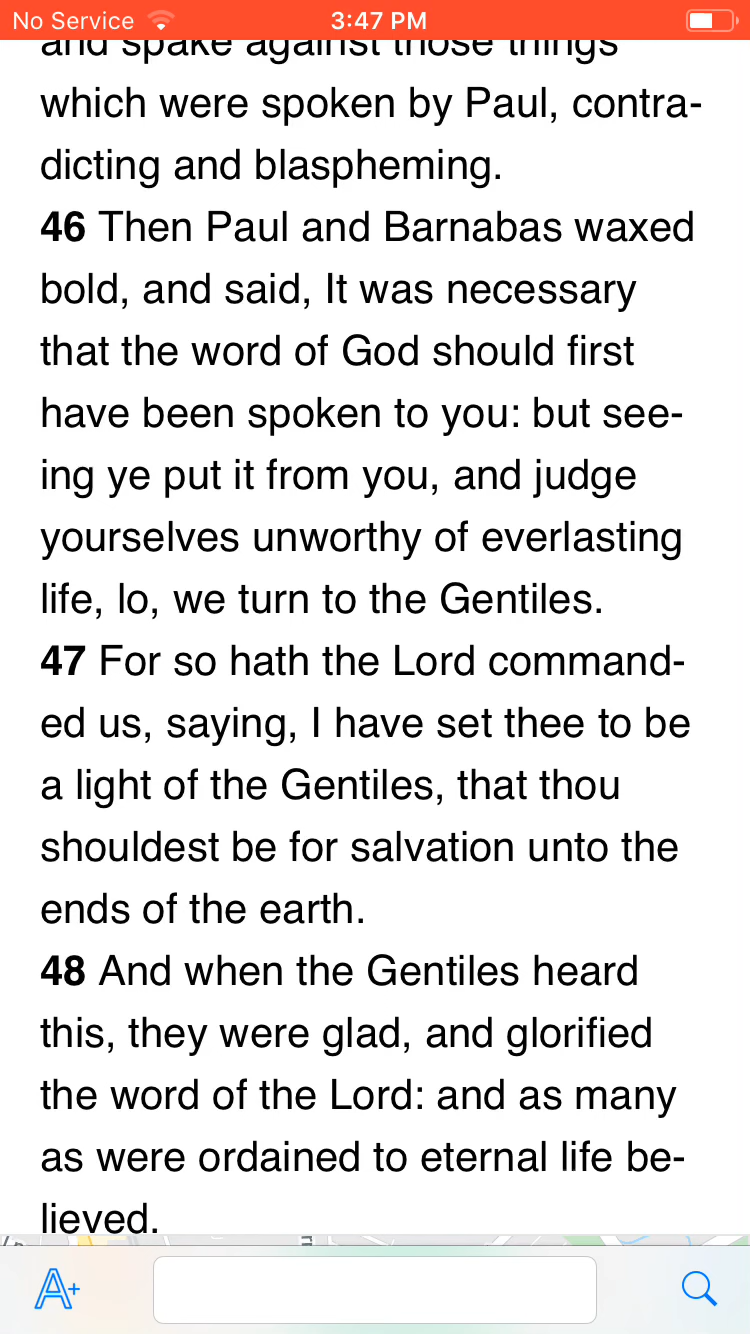 No Service 3:47 PM
and spake against those things
which were spoken by Paul, contra-
dicting and blaspheming.
46 Then Paul and Barnabas waxed
bold, and said, It was necessary
that the word of God should first
have been spoken to you: but see-
ing ye put it from you, and judge
yourselves unworthy of everlasting
life, lo, we turn to the Gentiles.
47 For so hath the Lord command-
ed us, saying, I have set thee to be
a light of the Gentiles, that thou
shouldest be for salvation unto the
ends of the earth.
48 And when the Gentiles heard
this, they were glad, and glorified
the word of the Lord: and as many
as were ordained to eternal life be-
lieved.
A+